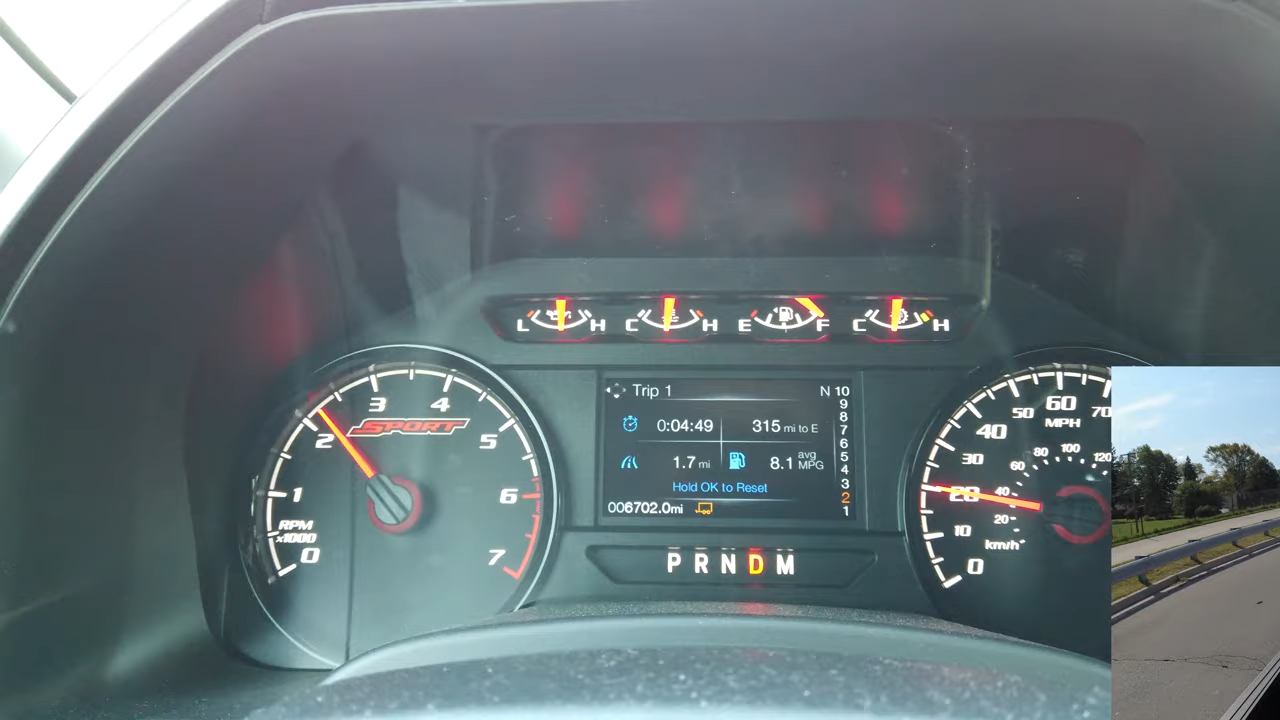 L H C H E F C H
0 1 2 3 4 5 6 7
SPORT
RPM
x1000
Trip 1
N 10
9
8
7
6
5
4
3
2
1
0:04:49
315 mi to E
1.7 mi
8.1 avg MPG
Hold OK to Reset
006702.0mi
P R N D M
0 10 20 30 40 50 60 70
MPH
20 40 60 80 100 120
km/h